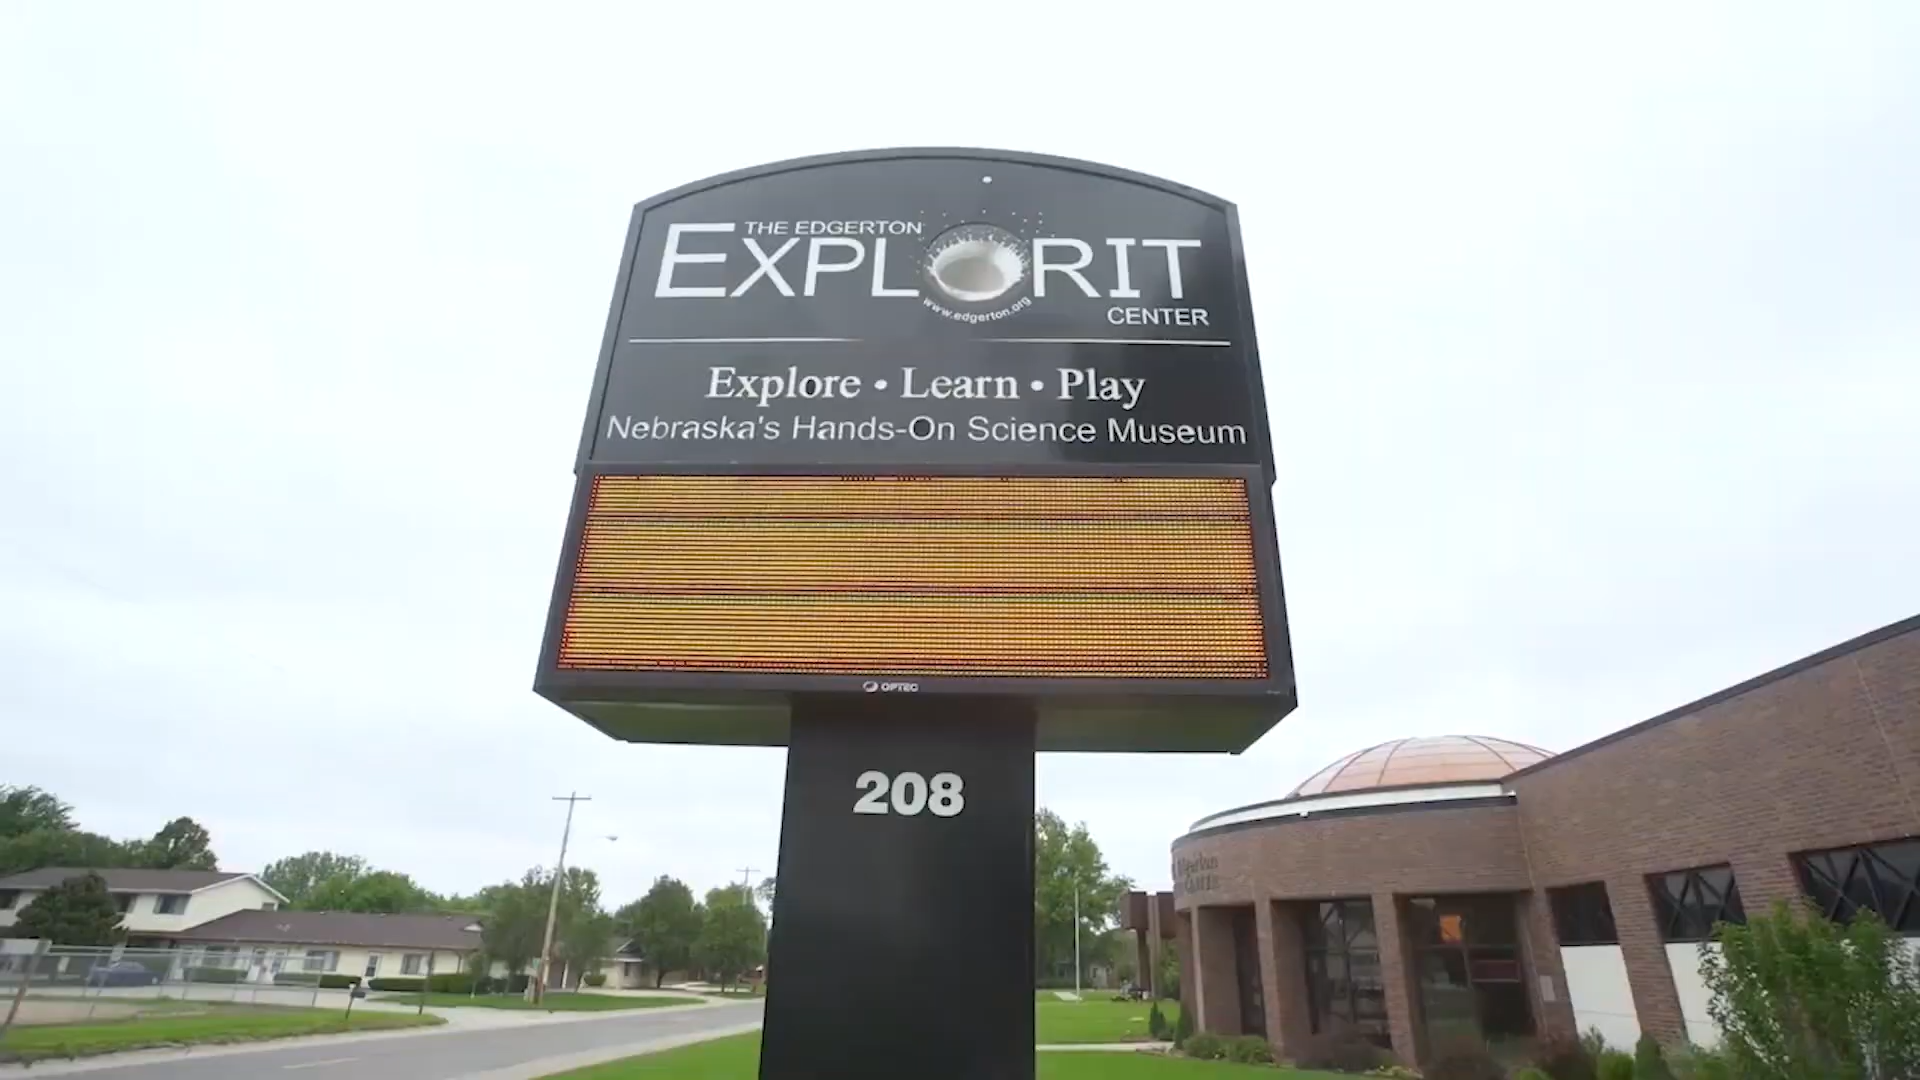 THE EDGERTON
EXPLORIT
www.edgerton.org
CENTER
Explore • Learn • Play
Nebraska's Hands-On Science Museum
OPTEC
208